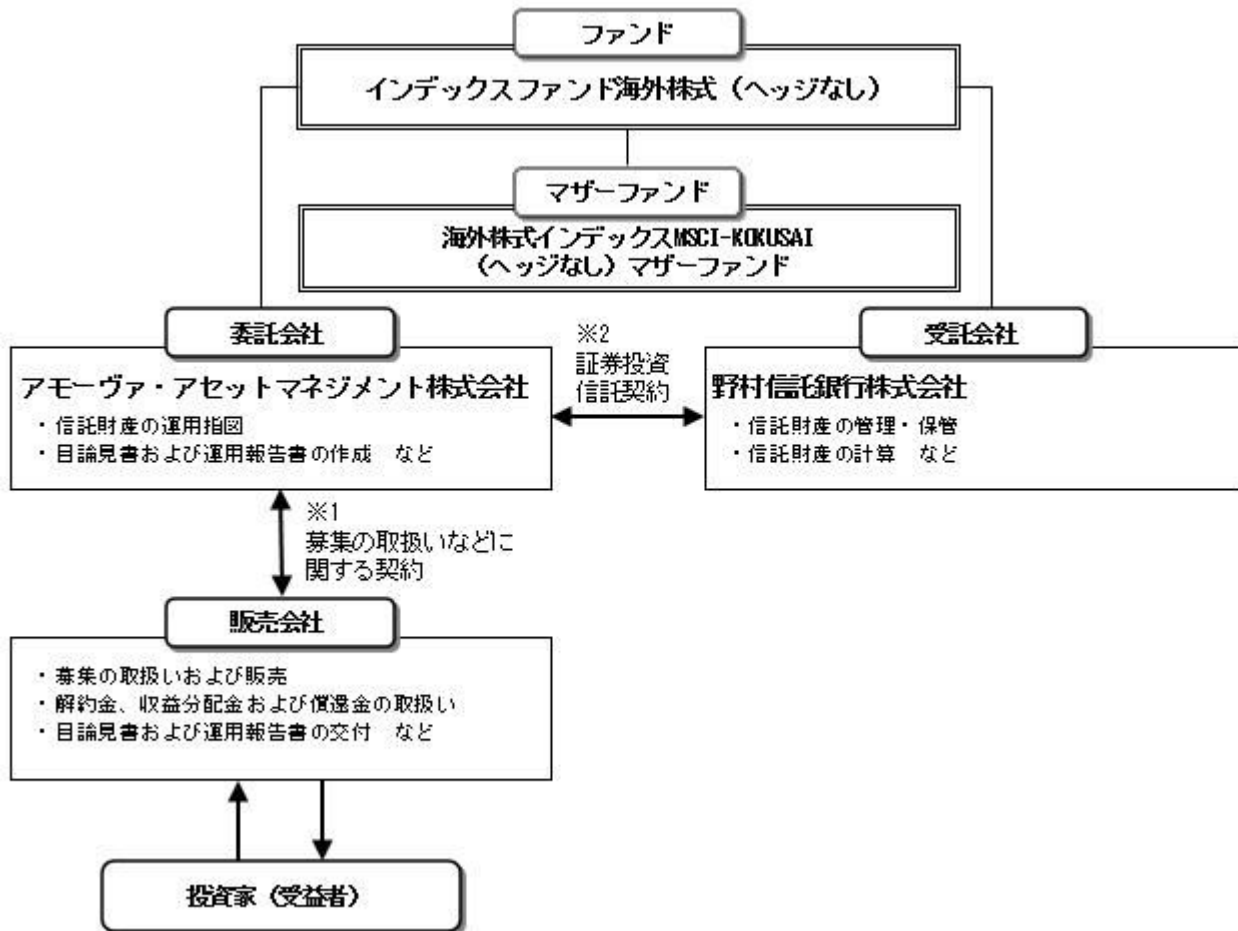 ファンド
インデックスファンド海外株式（ヘッジなし）
マザーファンド
海外株式インデックスMSCI-KOKUSAI
（ヘッジなし）マザーファンド
委託会社
アモーヴァ・アセットマネジメント株式会社
・信託財産の運用指図
・目論見書および運用報告書の作成　など
※2
証券投資
信託契約
受託会社
野村信託銀行株式会社
・信託財産の管理・保管
・信託財産の計算　など
※1
募集の取扱いなどに
関する契約
販売会社
・募集の取扱いおよび販売
・解約金、収益分配金および償還金の取扱い
・目論見書および運用報告書の交付　など
投資家（受益者）